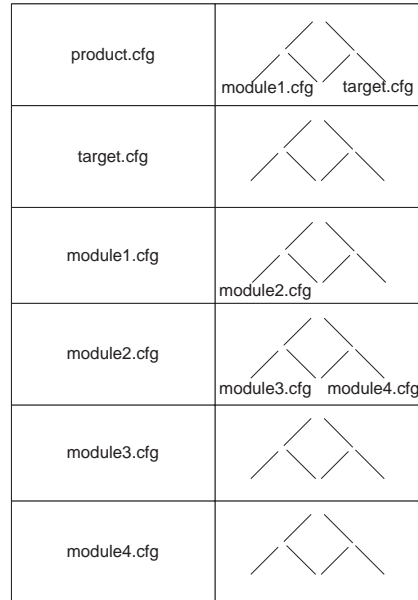 product.cfg
module1.cfg target.cfg
target.cfg
module1.cfg
module2.cfg
module2.cfg
module3.cfg module4.cfg
module3.cfg
module4.cfg